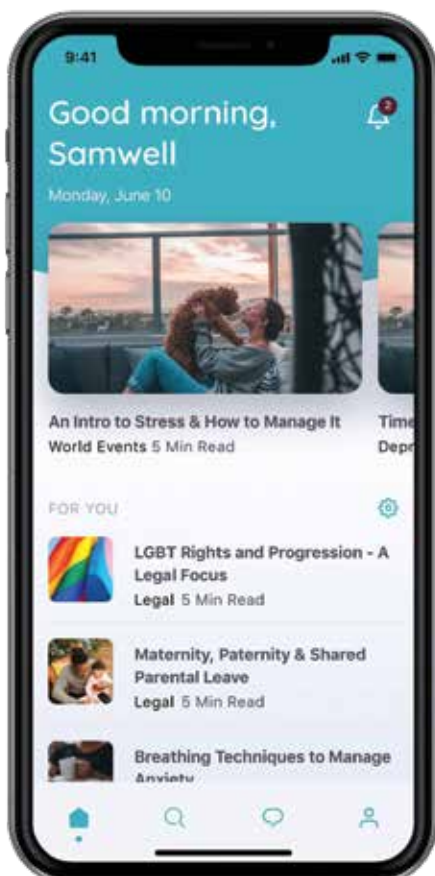 9:41
Good morning,
Samwell
2
Monday, June 10
An Intro to Stress & How to Manage It
World Events 5 Min Read
Time
Depr
FOR YOU
LGBT Rights and Progression - A
Legal Focus
Legal 5 Min Read
Maternity, Paternity & Shared
Parental Leave
Legal 5 Min Read
Breathing Techniques to Manage
Anxiety